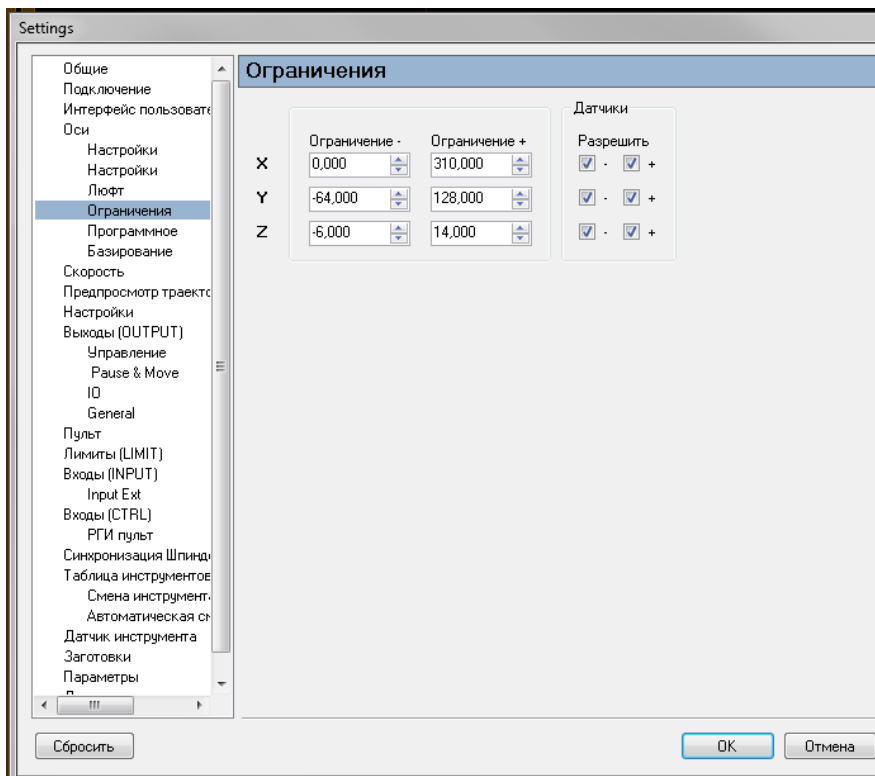 Settings
Общие
Подключение
Интерфейс пользовате
Оси
Настройки
Настройки
Люфт
Ограничения
Программное
Базирование
Скорость
Предпросмотр траекто
Настройки
Выходы (OUTPUT)
Управление
Pause & Move
IO
General
Пульт
Лимиты (LIMIT)
Входы (INPUT)
Input Ext
Входы (CTRL)
РГИ пульт
Синхронизация Шпинд
Таблица инструментов
Смена инструмент
Автоматическая с
Датчик инструмента
Заготовки
Параметры
Ограничения
Датчики
Ограничение - Ограничение + Разрешить
X 0,000 310,000 - +
Y -64,000 128,000 - +
Z -6,000 14,000 - +
Сбросить OK Отмена